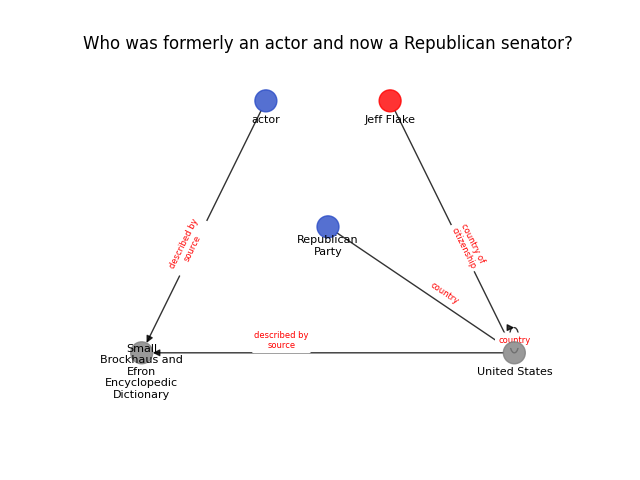 Who was formerly an actor and now a Republican senator?
actor
Jeff Flake
described by
source
country of
citizenship
Republican
Party
country
described by
source
country
Small
Brockhaus and
Efron
Encyclopedic
Dictionary
United States